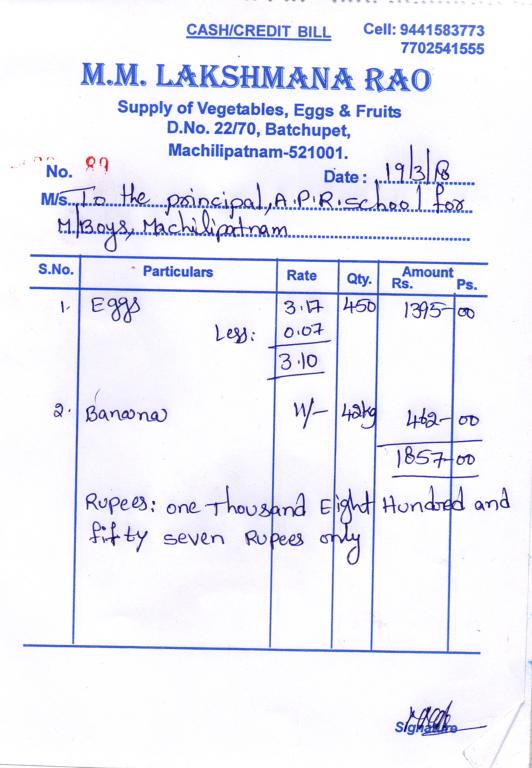 CASH/CREDIT BILL
Cell: 9441583773
7702541555
M.M. LAKSHMANA RAO
Supply of Vegetables, Eggs & Fruits
D.No. 22/70, Batchupet,
Machilipatnam-521001.
No. 89 Date: 19/3/18
M/s. To the principal, A.P.R. School for
M/Boys, Machilipatnam
S.No. Particulars Rate Qty. Amount
Rs. Ps.
1. Eggs 3.17 450 1395-00
Less: 0.07
3.10
2. Banana 11/- 42kg 462-00
1857-00
Rupees: one Thousand Eight Hundred and
fifty seven Rupees only
Signature